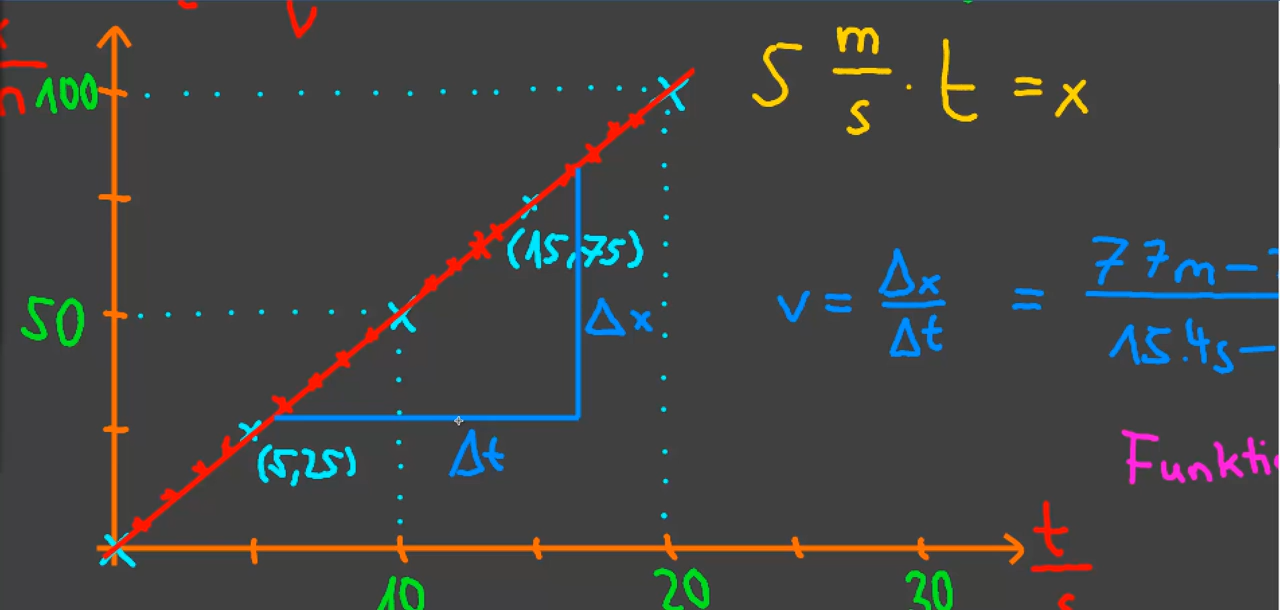 100
5 m/s · t = x
(15,75)
v = Δx/Δt = 77m -
15.4s -
50
Δx
(5,25)
Δt
Funkti
t/s
10
20
30